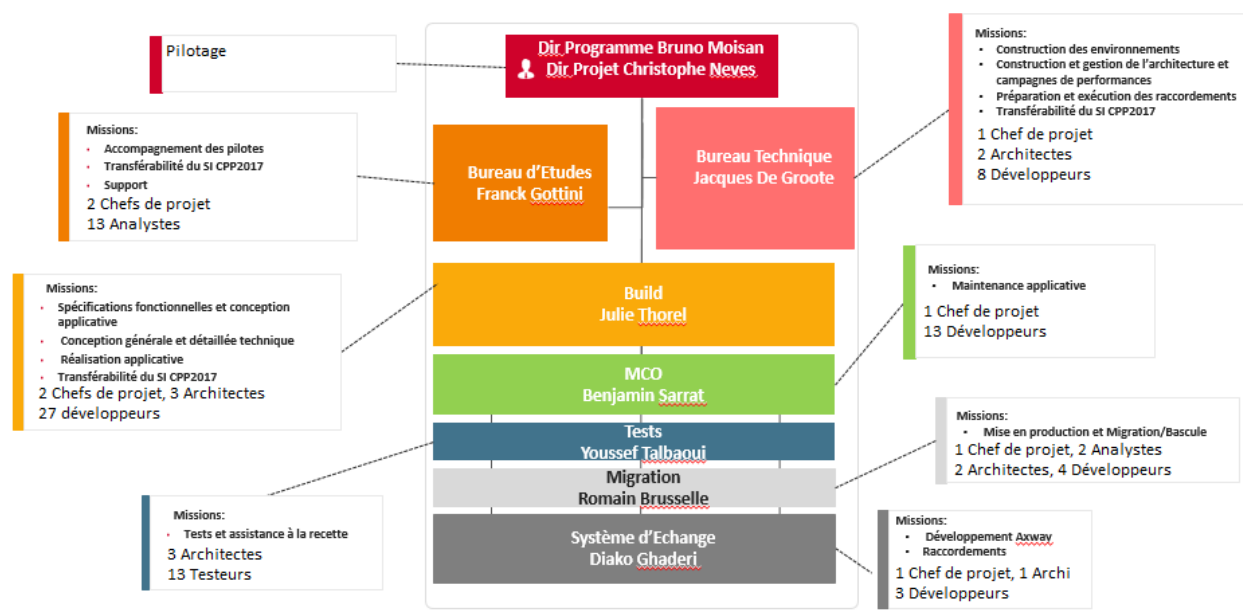 Pilotage
Dir Programme Bruno Moisan
Dir Projet Christophe Neves
Missions:
• Construction des environnements
• Construction et gestion de l'architecture et
campagnes de performances
• Préparation et exécution des raccordements
• Transférabilité du SI CPP2017
1 Chef de projet
2 Architectes
8 Développeurs
Missions:
• Accompagnement des pilotes
• Transférabilité du SI CPP2017
• Support
2 Chefs de projet
13 Analystes
Bureau d'Etudes
Franck Gottini
Bureau Technique
Jacques De Groote
Missions:
• Spécifications fonctionnelles et conception
applicative
• Conception générale et détaillée technique
• Réalisation applicative
• Transférabilité du SI CPP2017
2 Chefs de projet, 3 Architectes
27 développeurs
Build
Julie Thorel
Missions:
• Maintenance applicative
1 Chef de projet
13 Développeurs
MCO
Benjamin Sarrat
Tests
Youssef Talbaoui
Migration
Romain Brusselle
Missions:
• Mise en production et Migration/Bascule
1 Chef de projet, 2 Analystes
2 Architectes, 4 Développeurs
Missions:
• Tests et assistance à la recette
3 Architectes
13 Testeurs
Système d'Echange
Diako Ghaderi
Missions:
• Développement Axway
• Raccordements
1 Chef de projet, 1 Archi
3 Développeurs